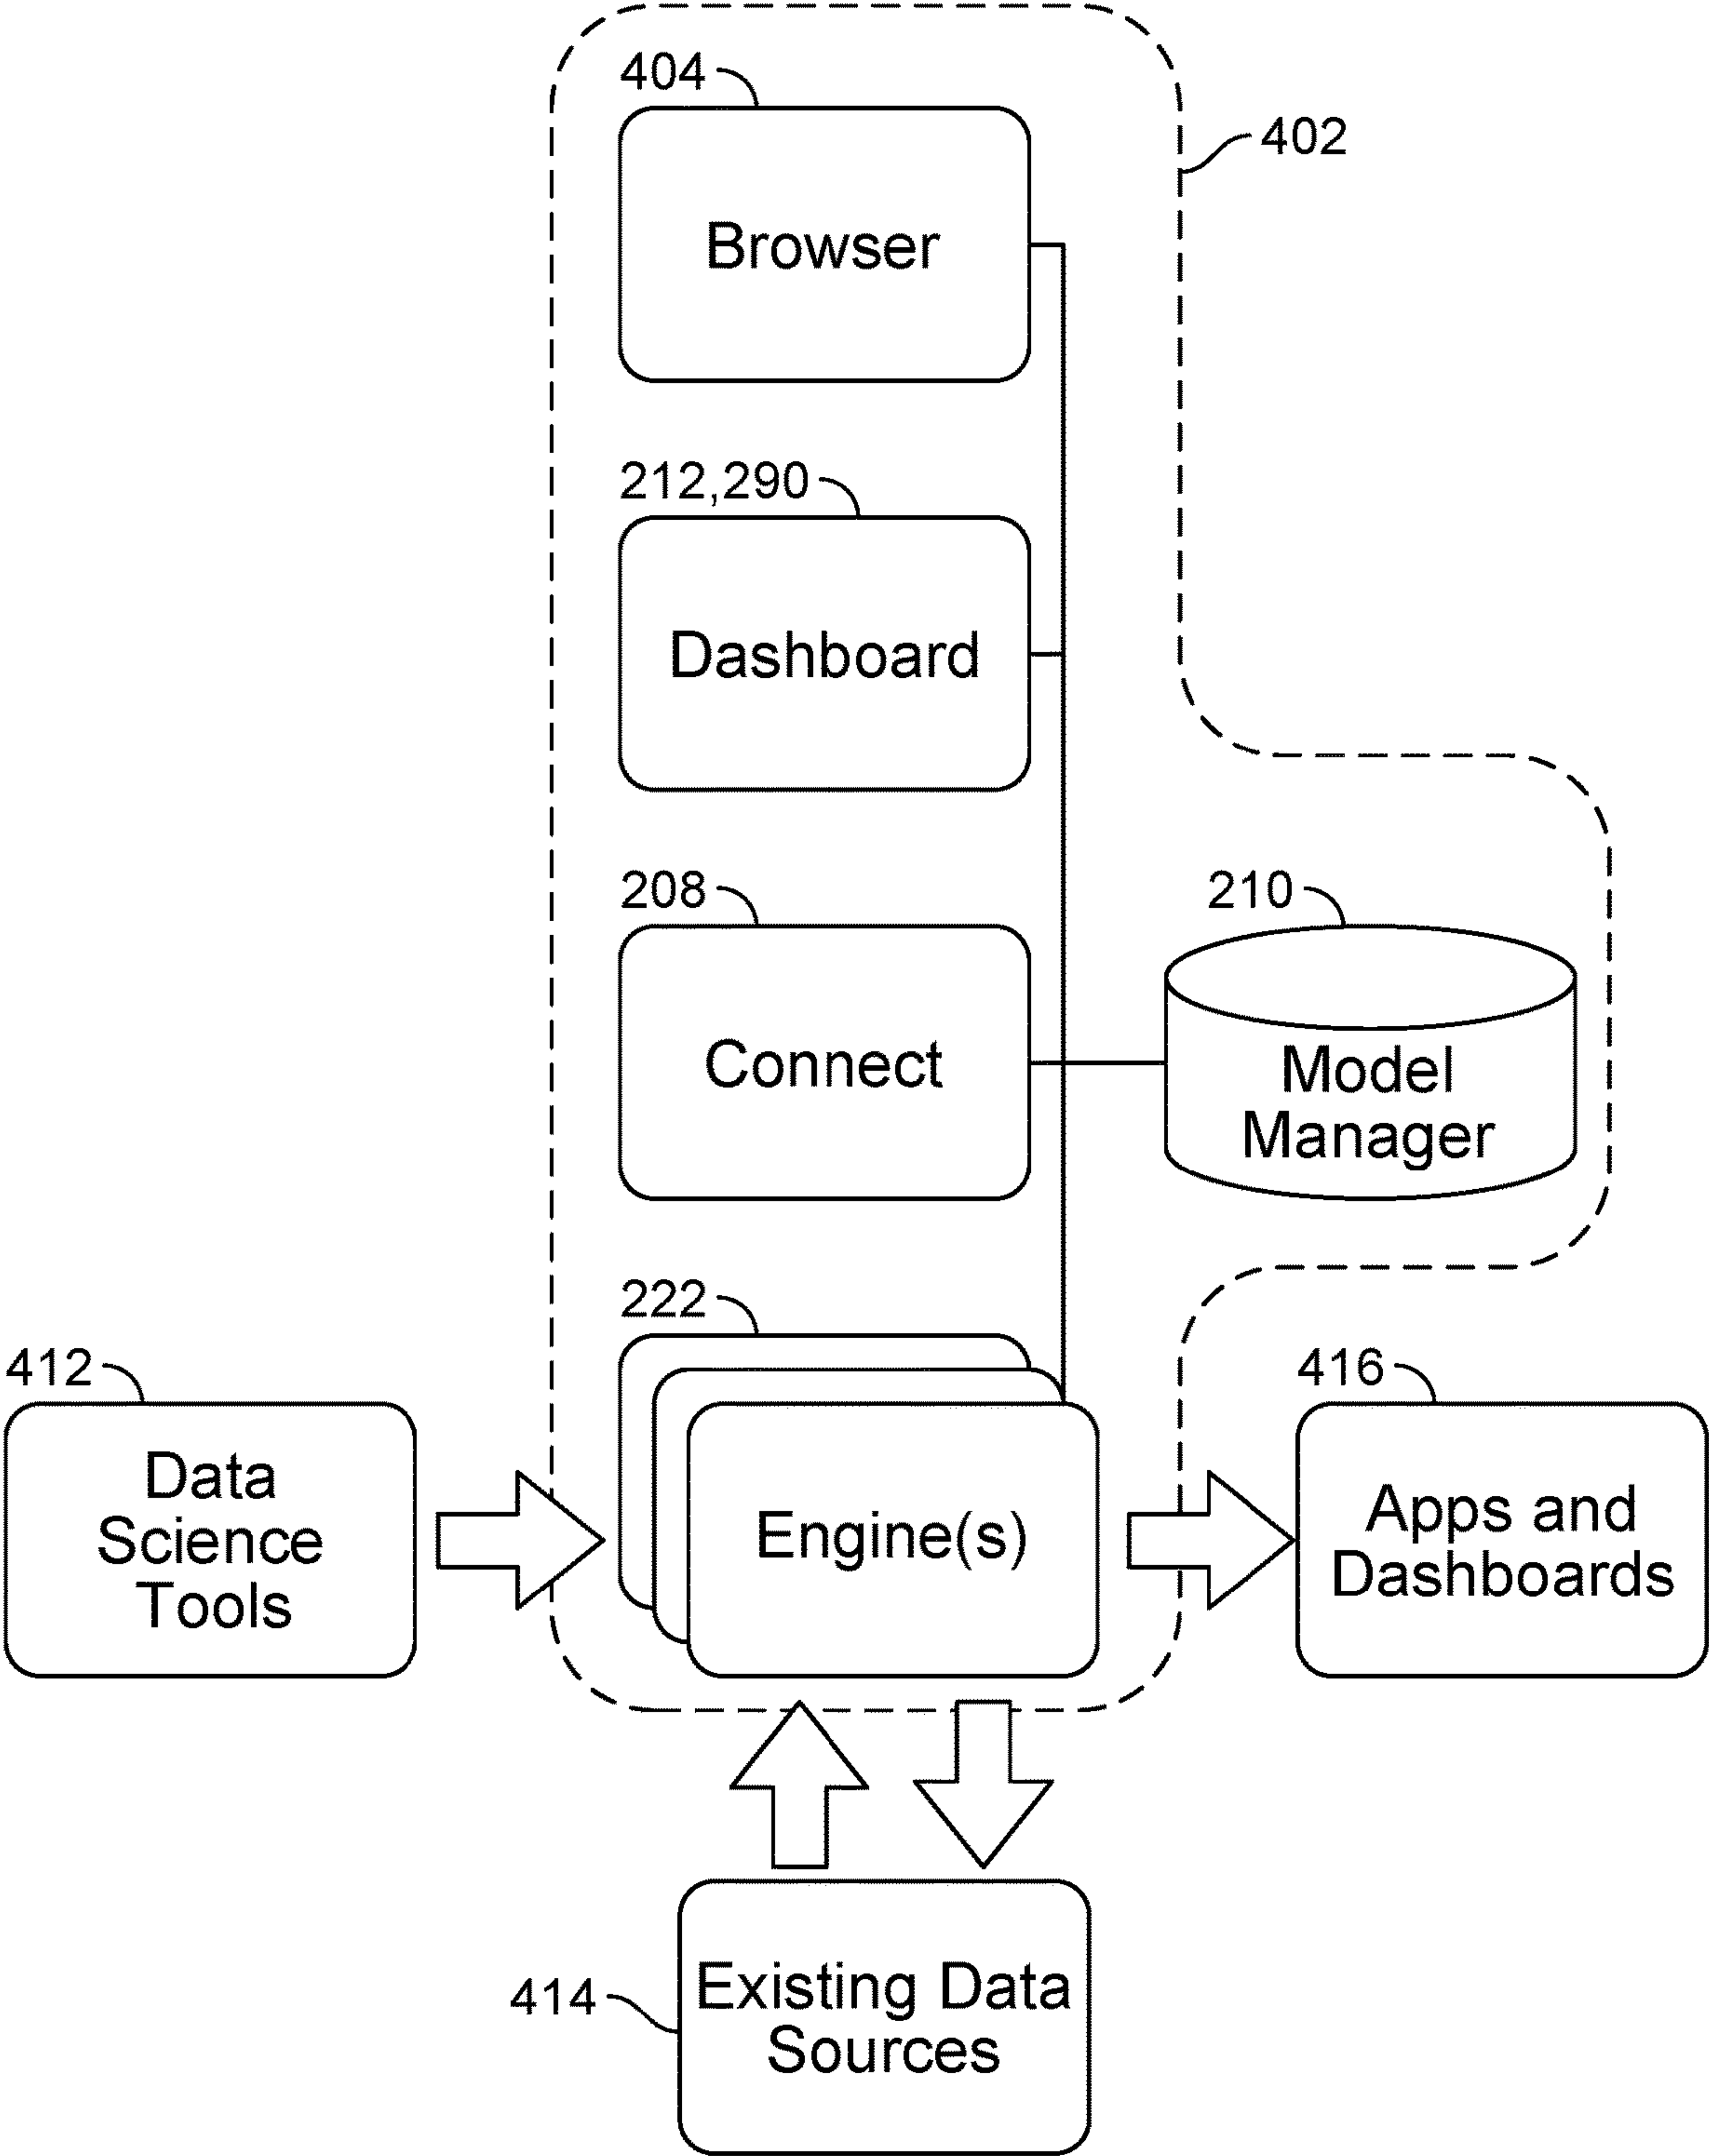 404
402
Browser
212,290
Dashboard
208
210
Connect
Model
Manager
222
412
416
Data
Science
Tools
Engine(s)
Apps and
Dashboards
414
Existing Data
Sources